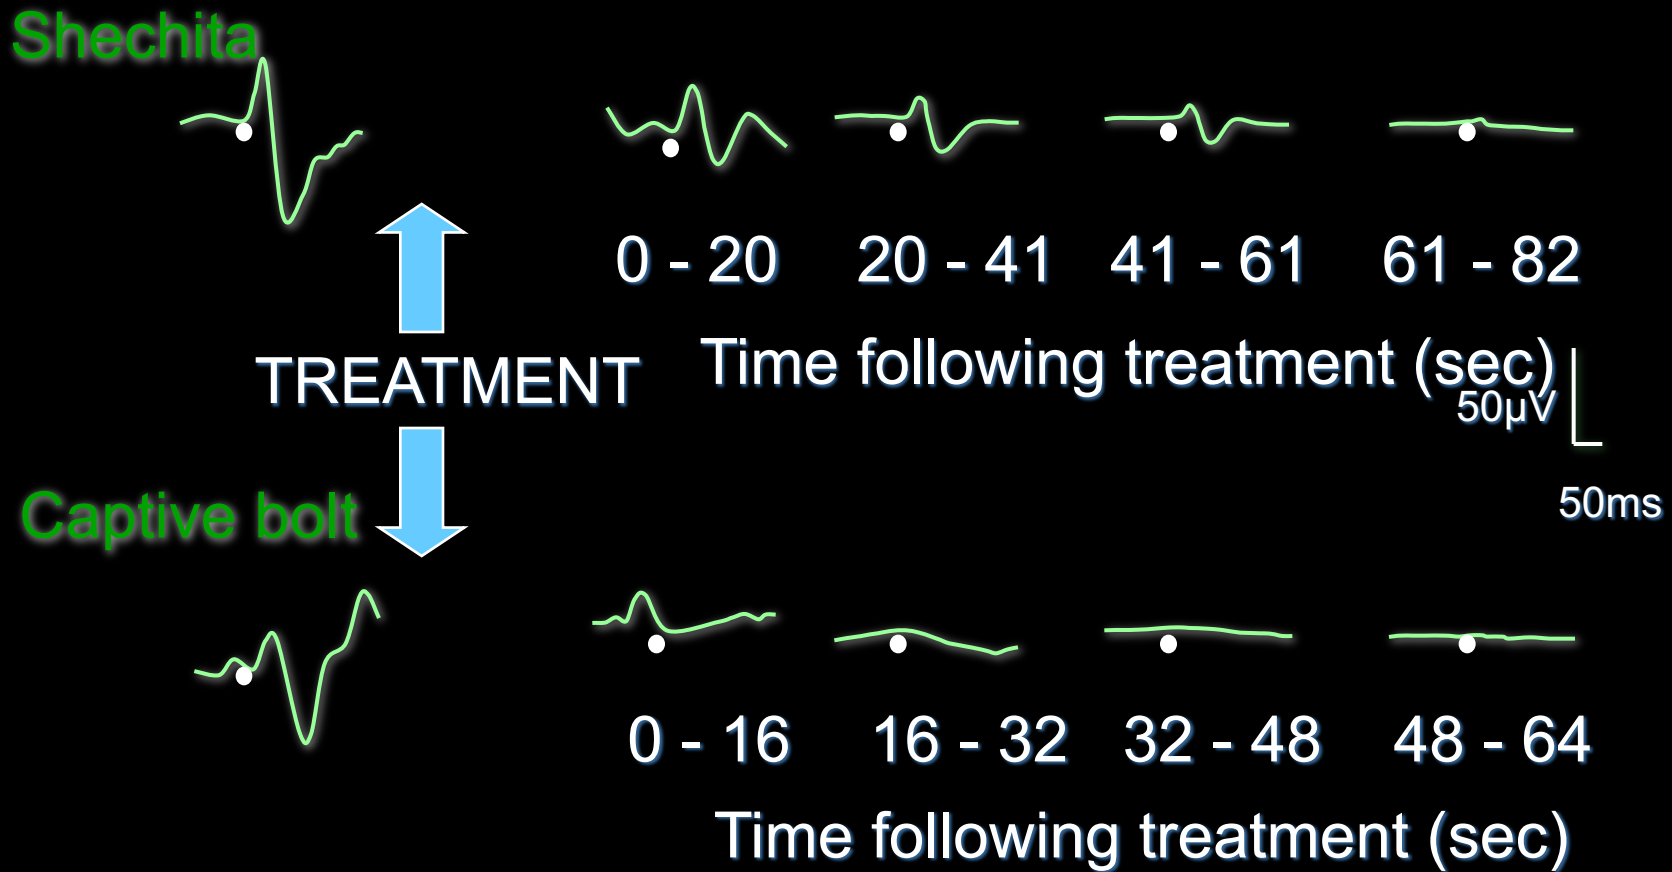 Shechita
0 - 20 20 - 41 41 - 61 61 - 82
Time following treatment (sec)
TREATMENT
50µV
50ms
Captive bolt
0 - 16 16 - 32 32 - 48 48 - 64
Time following treatment (sec)